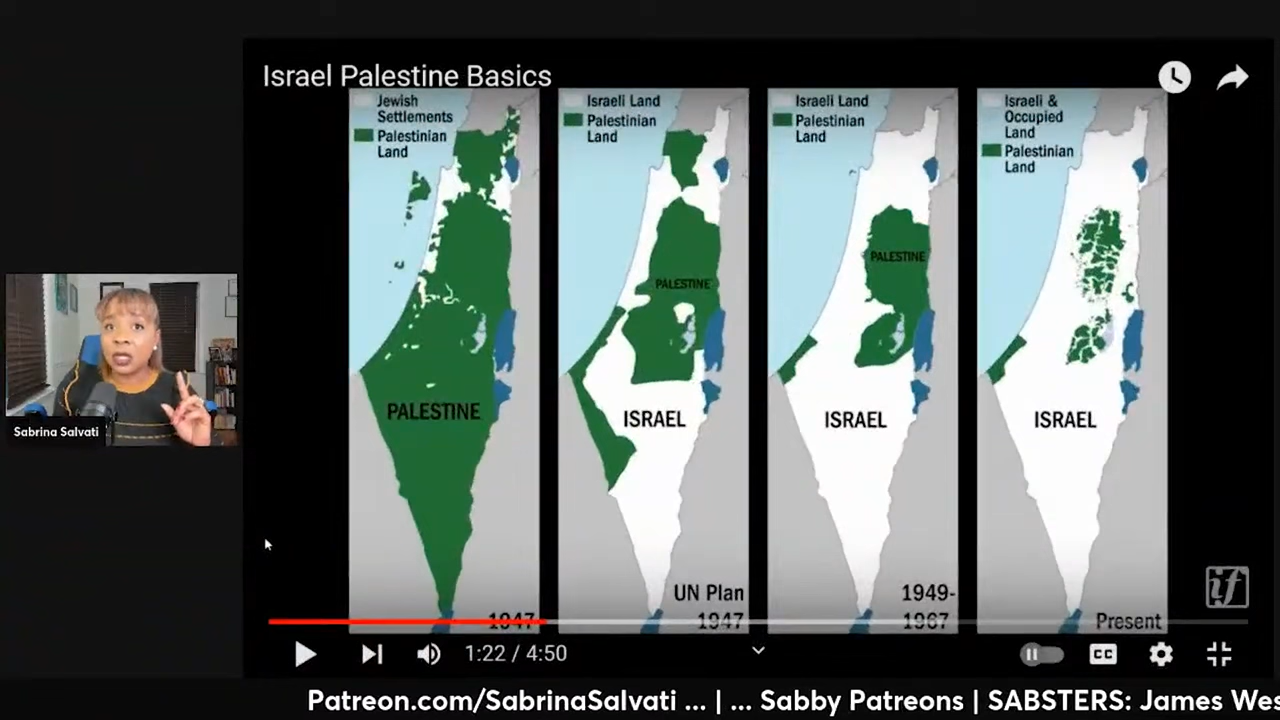 Israel Palestine Basics
Jewish
Settlements
Palestinian
Land
PALESTINE
1947
Israeli Land
Palestinian
Land
PALESTINE
ISRAEL
UN Plan
1947
Israeli Land
Palestinian
Land
PALESTINE
ISRAEL
1949-
1967
Israeli &
Occupied
Land
Palestinian
Land
ISRAEL
Present
if
1:22 / 4:50
CC
Sabrina Salvati
Patreon.com/SabrinaSalvati ... | ... Sabby Patreons | SABSTERS: James Wes